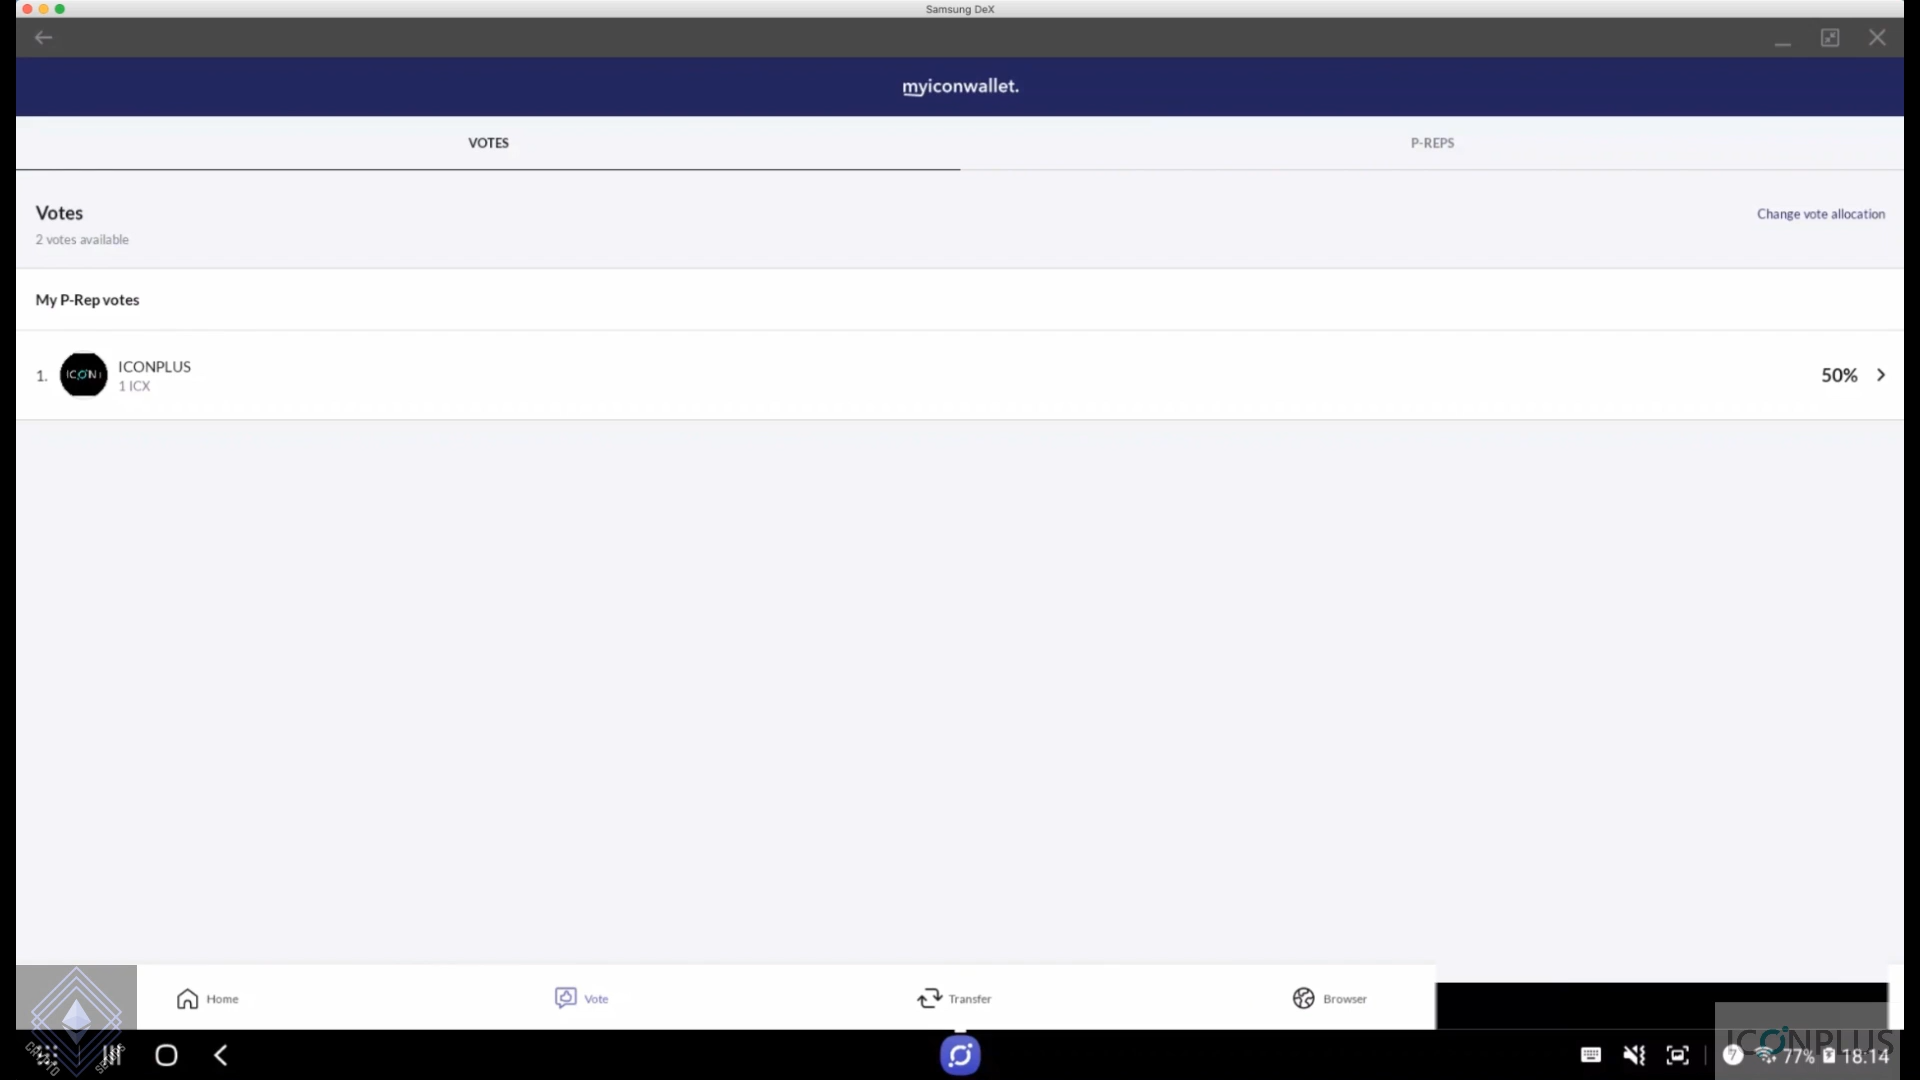 Samsung DeX
myiconwallet.
VOTES
P-REPS
Votes
Change vote allocation
2 votes available
My P-Rep votes
1.
ICONPLUS
1 ICX
50%
Home
Vote
Transfer
Browser
ICONPLUS
77%
18:14